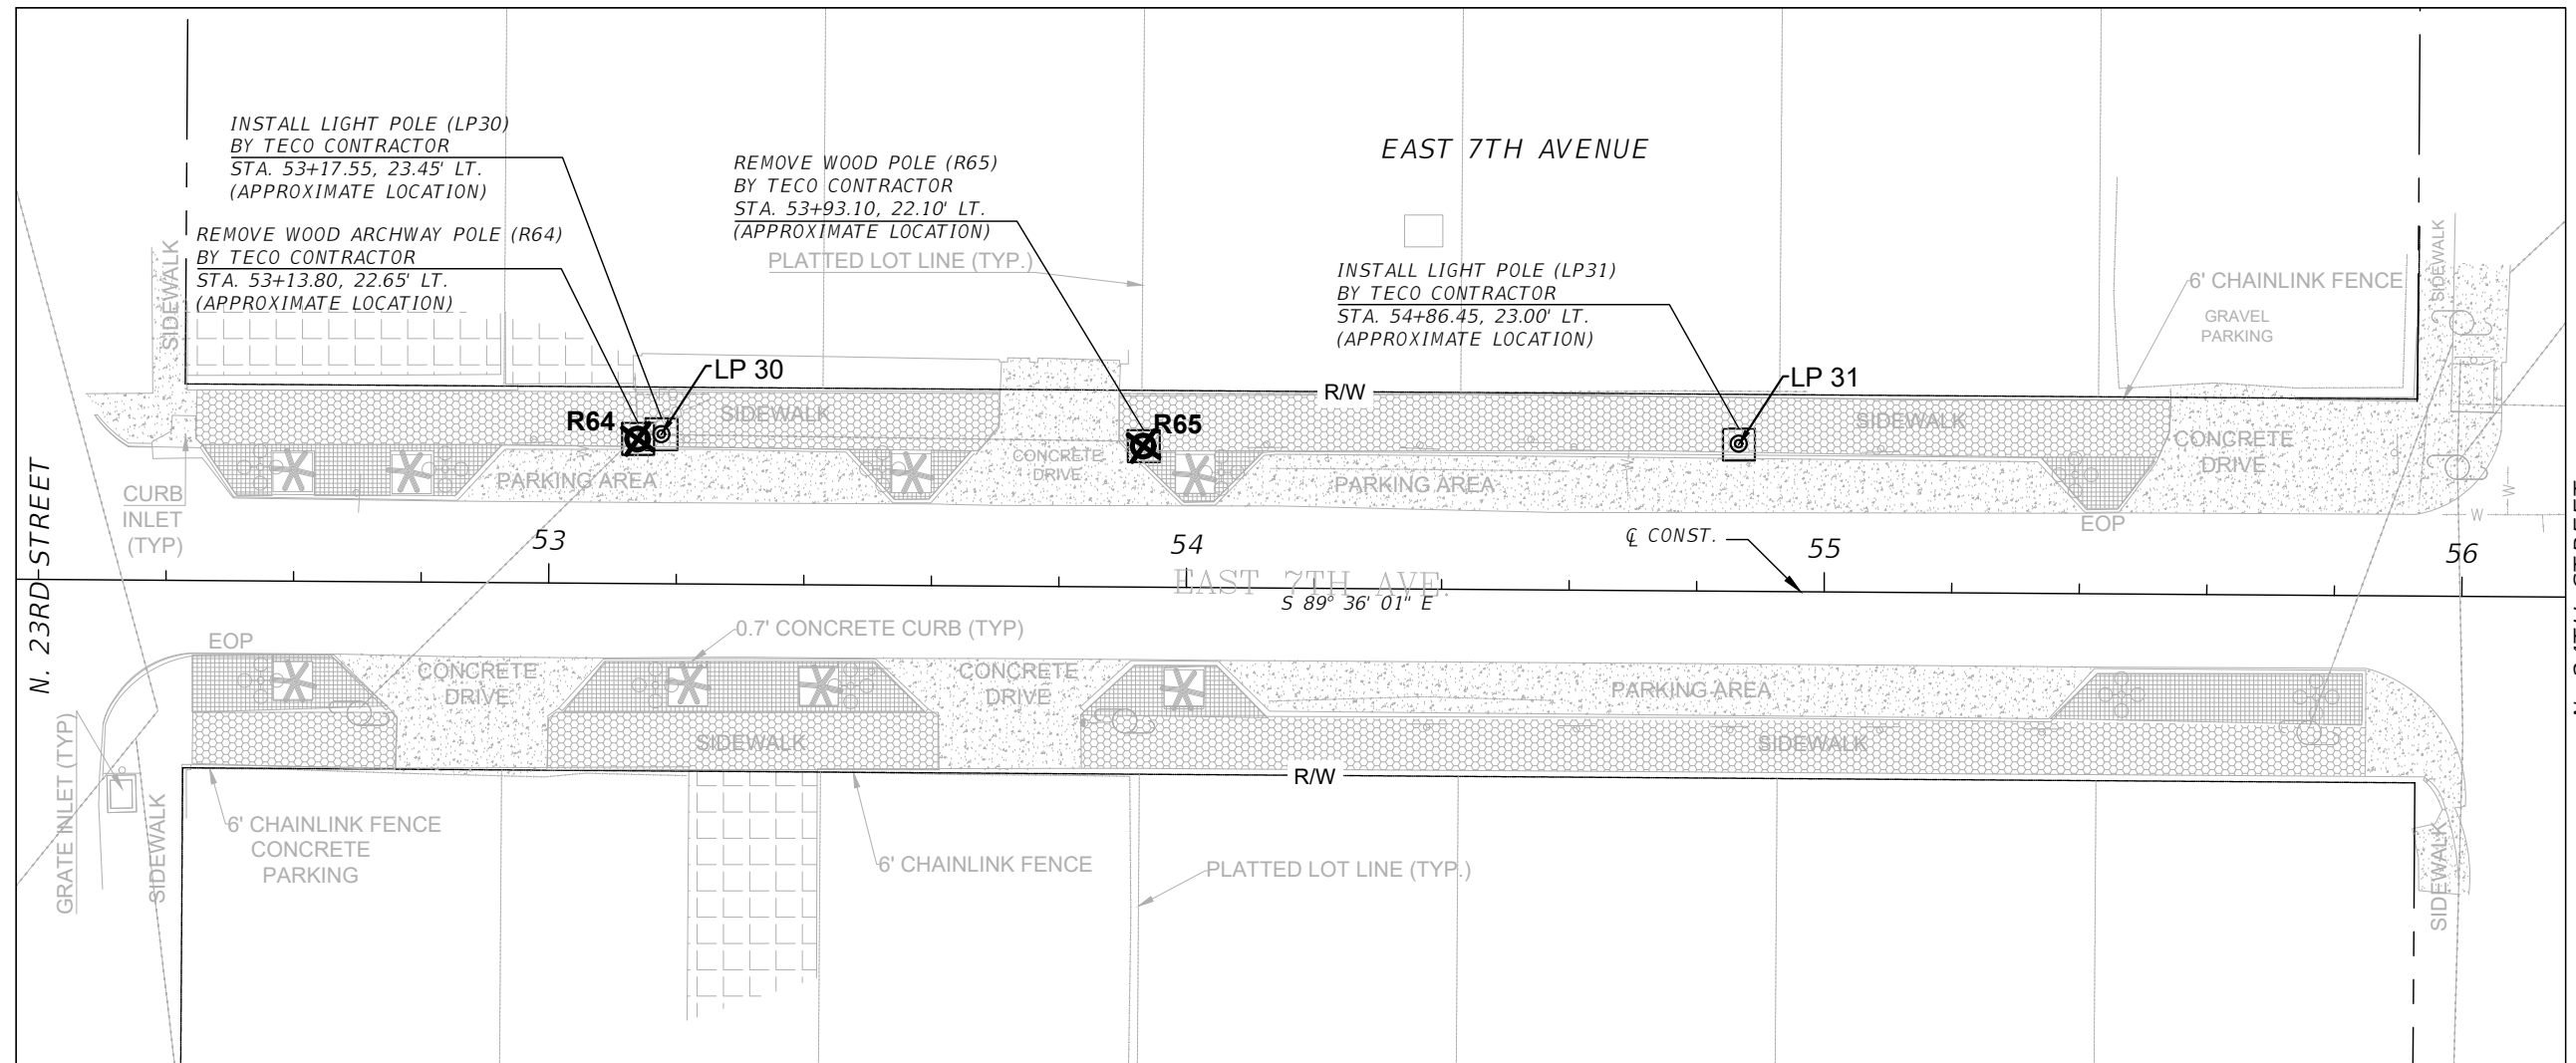 INSTALL LIGHT POLE (LP30)
BY TECO CONTRACTOR
STA. 53+17.55, 23.45' LT.
(APPROXIMATE LOCATION)
REMOVE WOOD ARCHWAY POLE (R64)
BY TECO CONTRACTOR
STA. 53+13.80, 22.65' LT.
(APPROXIMATE LOCATION)
REMOVE WOOD POLE (R65)
BY TECO CONTRACTOR
STA. 53+93.10, 22.10' LT.
(APPROXIMATE LOCATION)
PLATTED LOT LINE (TYP.)
EAST 7TH AVENUE
INSTALL LIGHT POLE (LP31)
BY TECO CONTRACTOR
STA. 54+86.45, 23.00' LT.
(APPROXIMATE LOCATION)
6' CHAINLINK FENCE
GRAVEL
PARKING
SIDEWALK
SIDEWALK
LP 30
LP 31
R/W
R64
SIDEWALK
R65
SIDEWALK
CONCRETE
DRIVE
CONCRETE
DRIVE
PARKING AREA
PARKING AREA
CURB
INLET
(TYP)
EOP
W
W
W
W
N. 23RD STREET
53
54
℄ CONST.
55
56
EAST 7TH AVE.
S 89° 36' 01" E
EOP
0.7' CONCRETE CURB (TYP)
CONCRETE
DRIVE
CONCRETE
DRIVE
PARKING AREA
SIDEWALK
SIDEWALK
R/W
GRATE INLET (TYP)
SIDEWALK
6' CHAINLINK FENCE
CONCRETE
PARKING
6' CHAINLINK FENCE
PLATTED LOT LINE (TYP.)
SIDEWALK